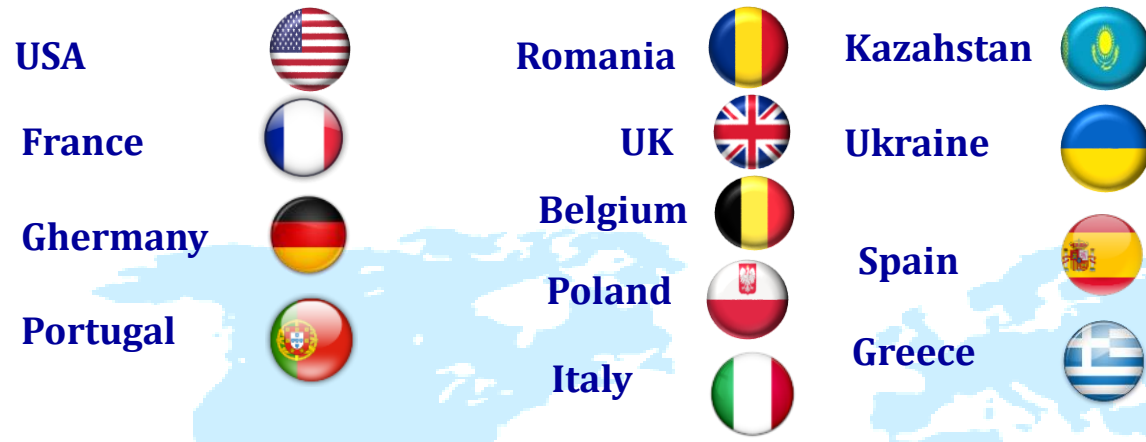 USA
France
Ghermany
Portugal
Romania
UK
Belgium
Poland
Italy
Kazahstan
Ukraine
Spain
Greece